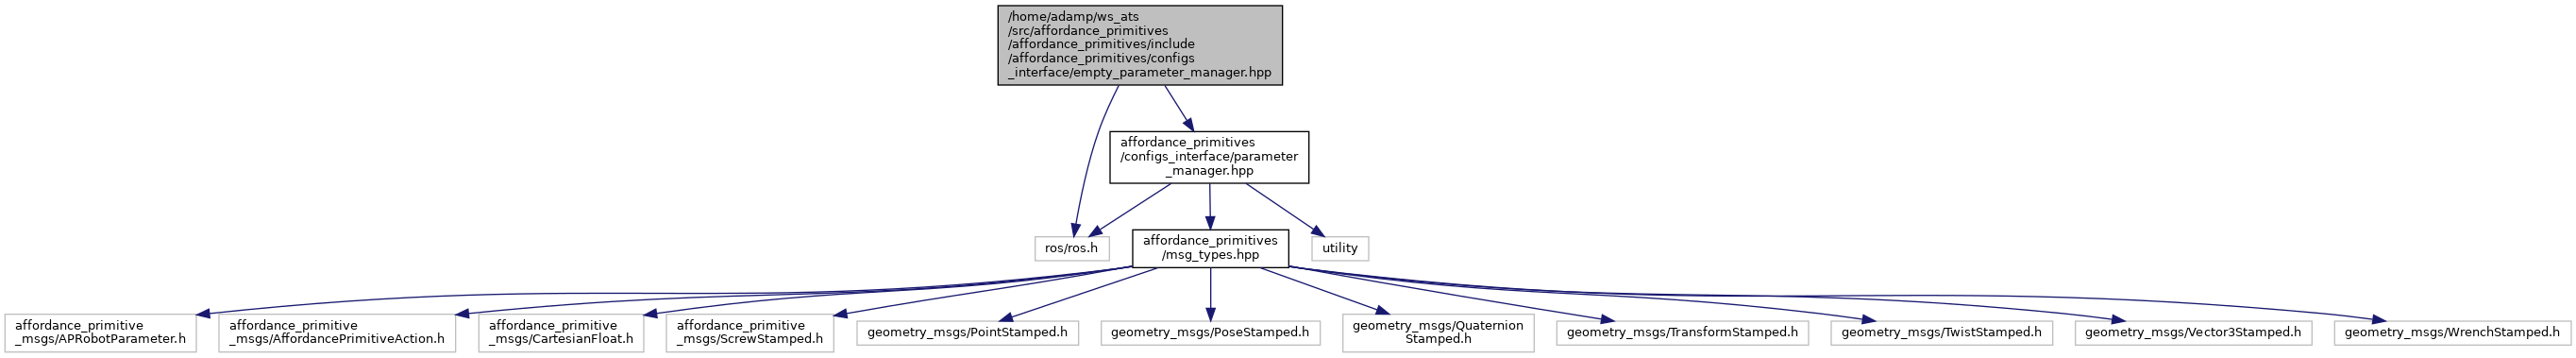 /home/adamp/ws_ats
/src/affordance_primitives
/affordance_primitives/include
/affordance_primitives/configs
_interface/empty_parameter_manager.hpp
affordance_primitives
/configs_interface/parameter
_manager.hpp
ros/ros.h
affordance_primitives
/msg_types.hpp
utility
affordance_primitive
_msgs/APRobotParameter.h
affordance_primitive
_msgs/AffordancePrimitiveAction.h
affordance_primitive
_msgs/CartesianFloat.h
affordance_primitive
_msgs/ScrewStamped.h
geometry_msgs/PointStamped.h
geometry_msgs/PoseStamped.h
geometry_msgs/Quaternion
Stamped.h
geometry_msgs/TransformStamped.h
geometry_msgs/TwistStamped.h
geometry_msgs/Vector3Stamped.h
geometry_msgs/WrenchStamped.h